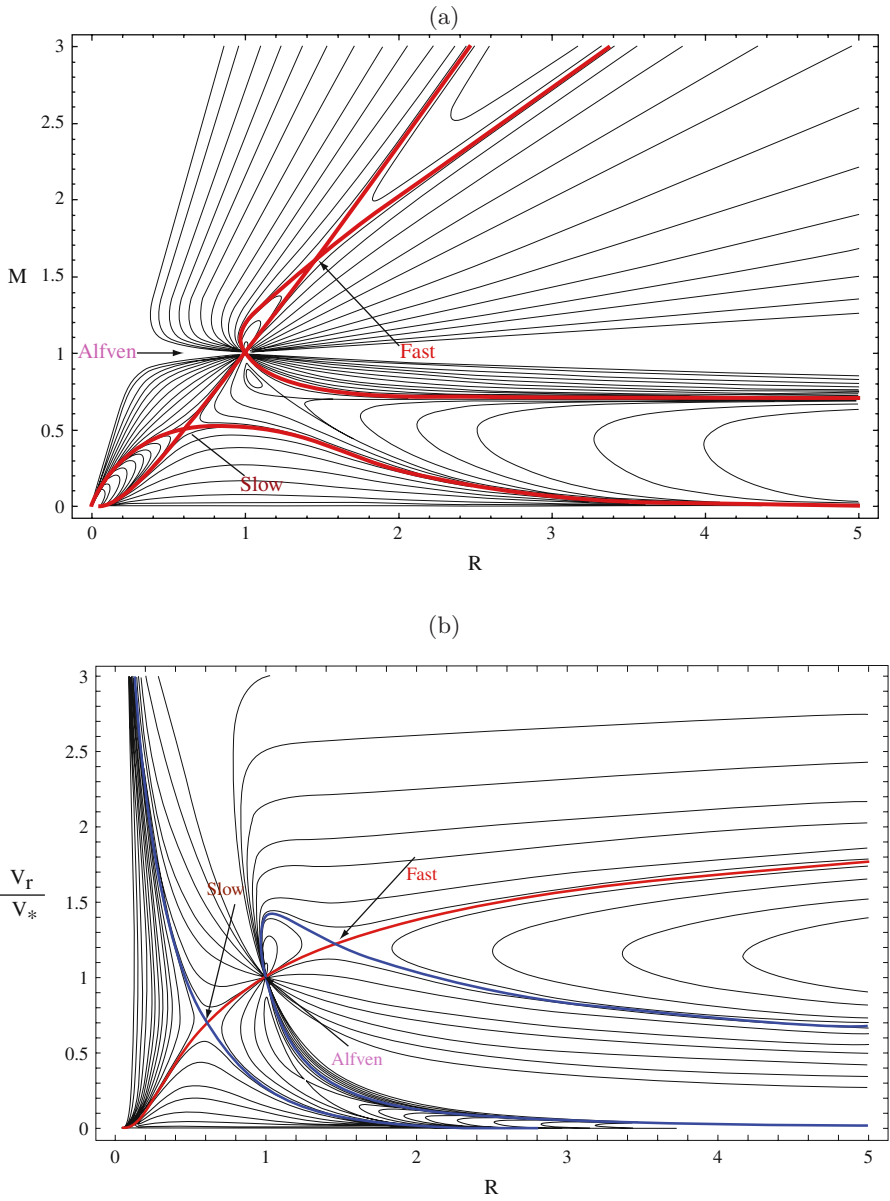 (a)
3
2.5
2
M 1.5
Alfven 1 Fast
0.5
Slow
0
0 1 2 3 4 5
R
(b)
3
2.5
2
V_r / V_* 1.5
Slow Fast
1
Alfven
0.5
0
0 1 2 3 4 5
R